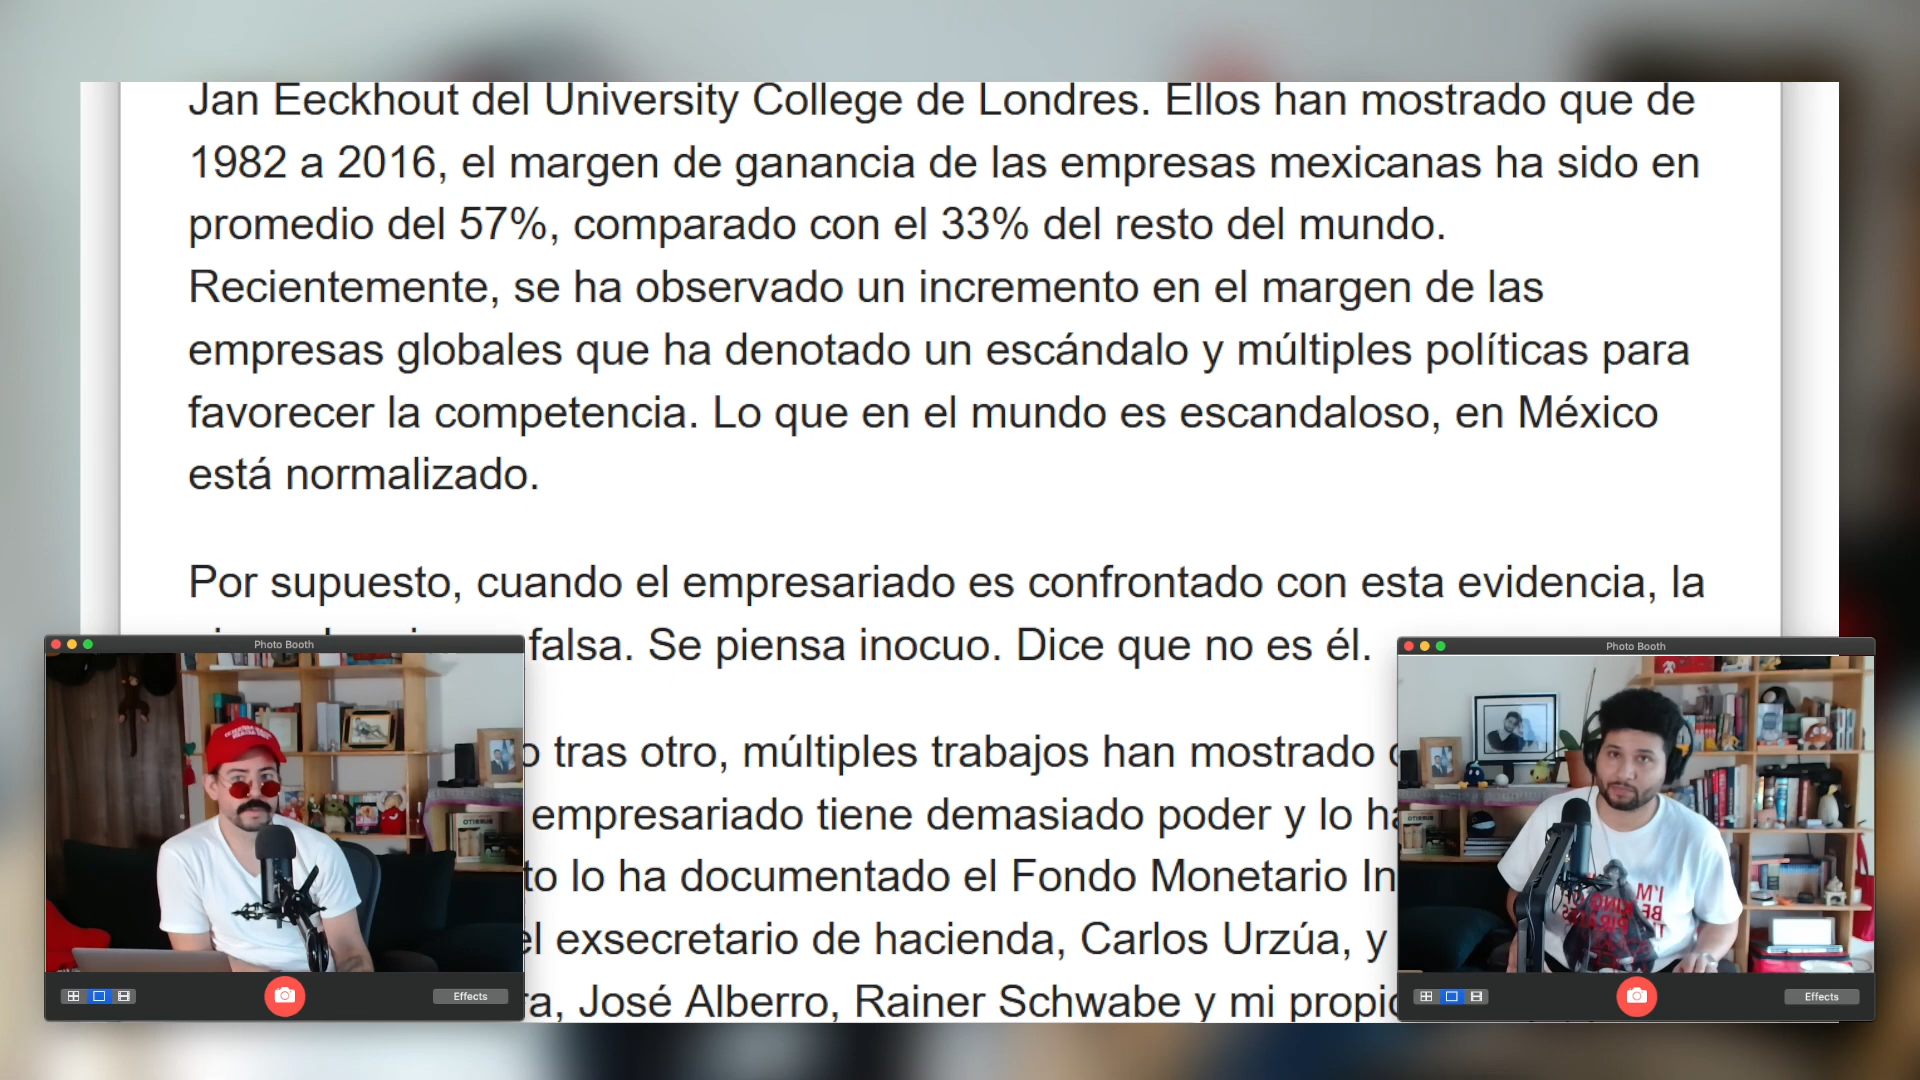 Jan Eeckhout del University College de Londres. Ellos han mostrado que de
1982 a 2016, el margen de ganancia de las empresas mexicanas ha sido en
promedio del 57%, comparado con el 33% del resto del mundo.
Recientemente, se ha observado un incremento en el margen de las
empresas globales que ha denotado un escándalo y múltiples políticas para
favorecer la competencia. Lo que en el mundo es escandaloso, en México
está normalizado.
Por supuesto, cuando el empresariado es confrontado con esta evidencia, la
falsa. Se piensa inocuo. Dice que no es él.
tras otro, múltiples trabajos han mostrado
empresariado tiene demasiado poder y lo
lo ha documentado el Fondo Monetario
exsecretario de hacienda, Carlos Urzúa, y
José Alberro, Rainer Schwabe y mi
Photo Booth
Effects
Photo Booth
I'M
BE KING
PIRATES
Effects